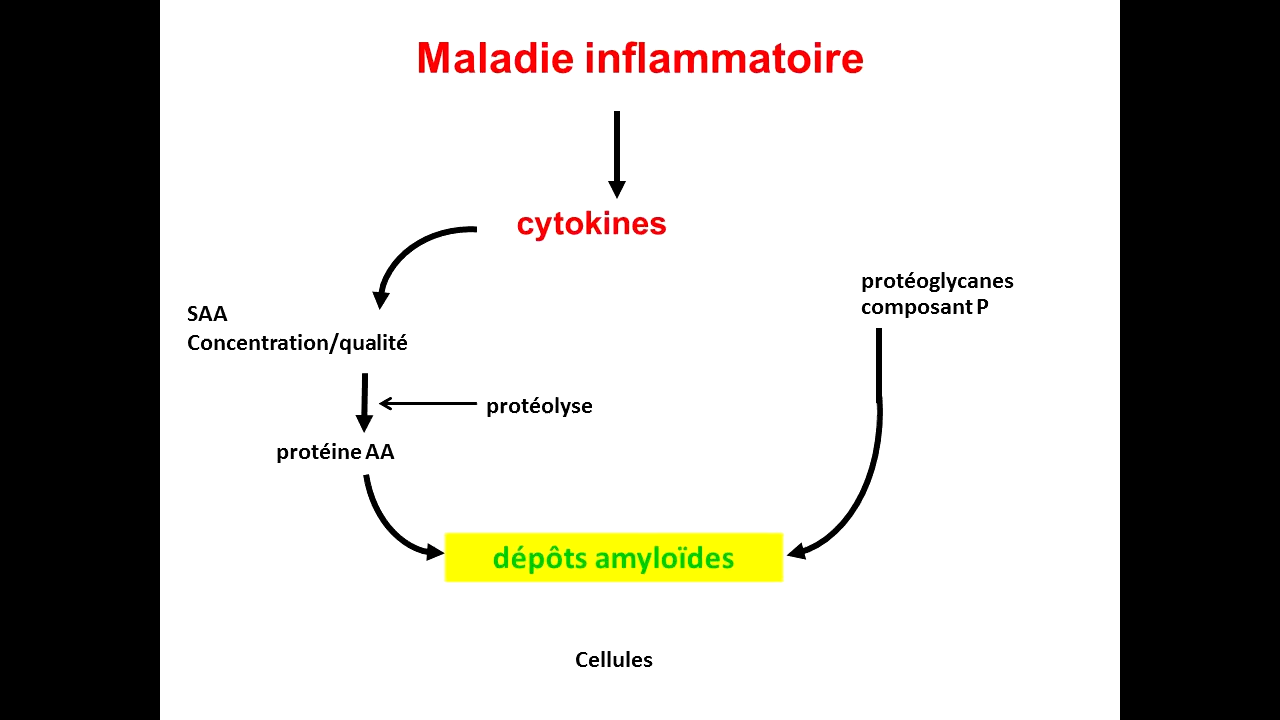 Maladie inflammatoire
cytokines
protéoglycanes
composant P
SAA
Concentration/qualité
protéolyse
protéine AA
dépôts amyloïdes
Cellules